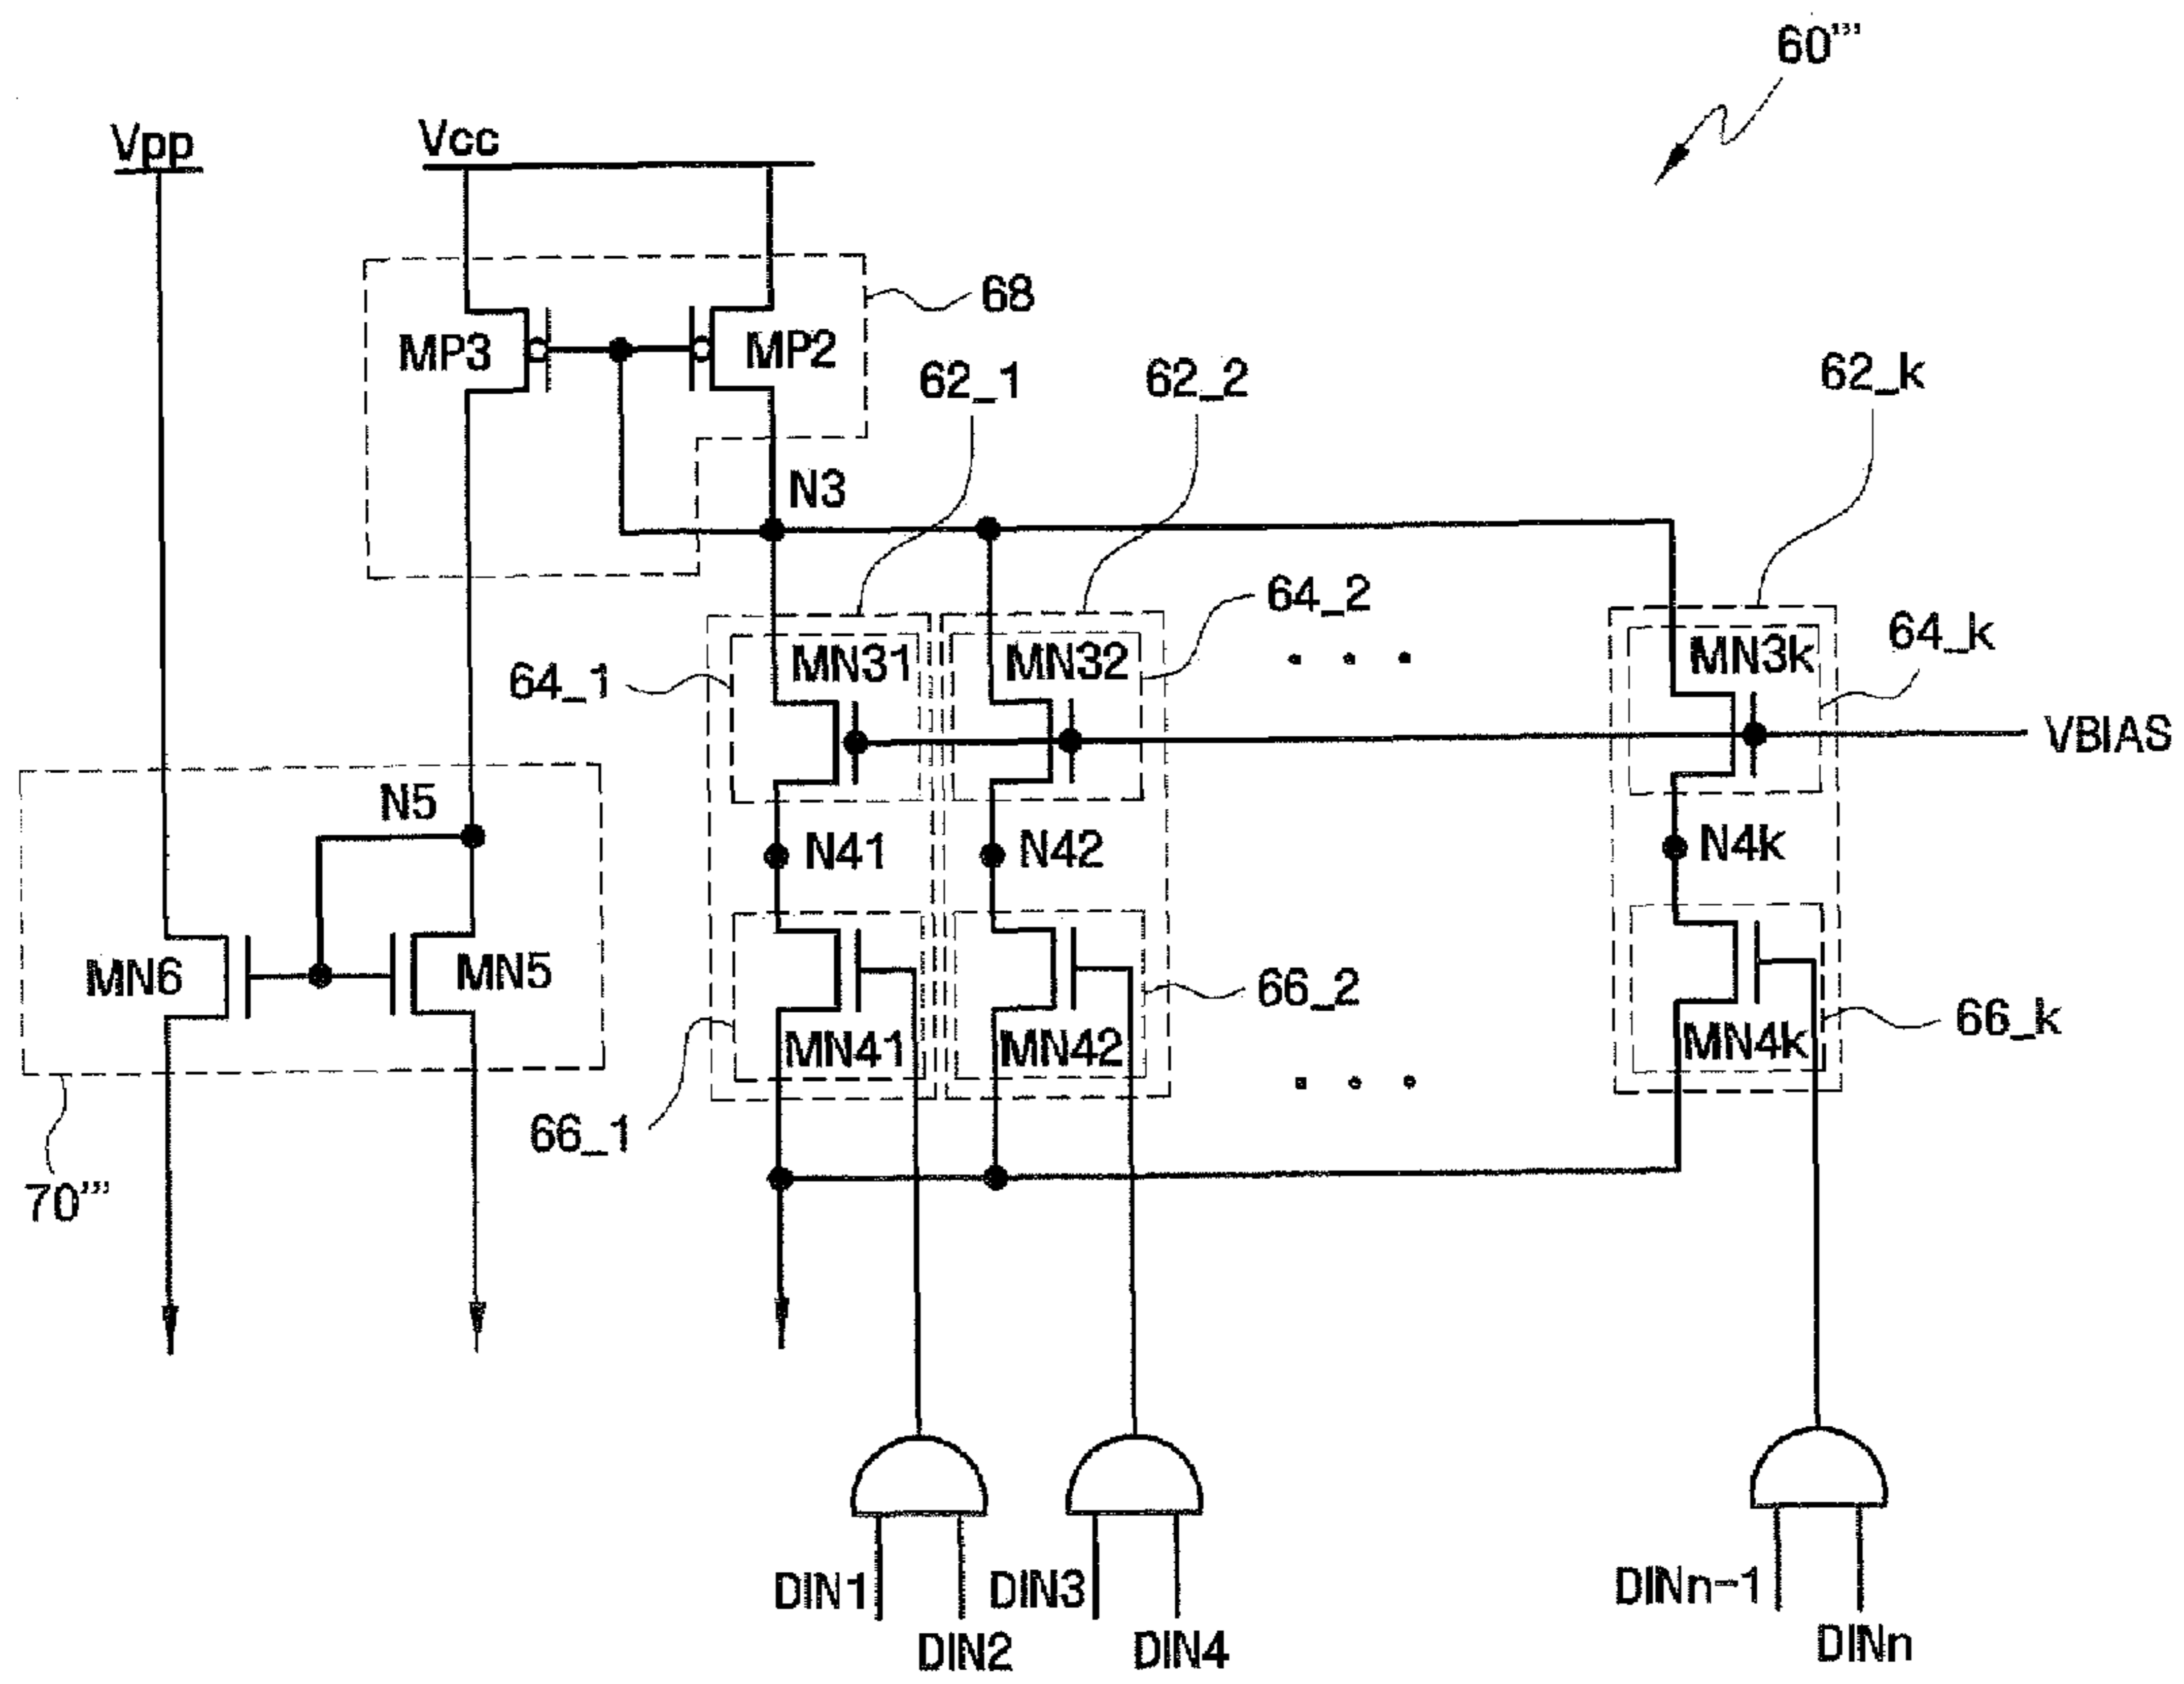 60'''
Vpp
Vcc
68
MP3
MP2
62_1
62_2
62_k
N3
64_2
64_k
MN31
MN32
MN3k
64_1
VBIAS
N5
N41
N42
N4k
MN6
MN5
66_2
66_k
MN41
MN42
MN4k
66_1
70'''
DIN1
DIN3
DINn-1
DIN2
DIN4
DINn